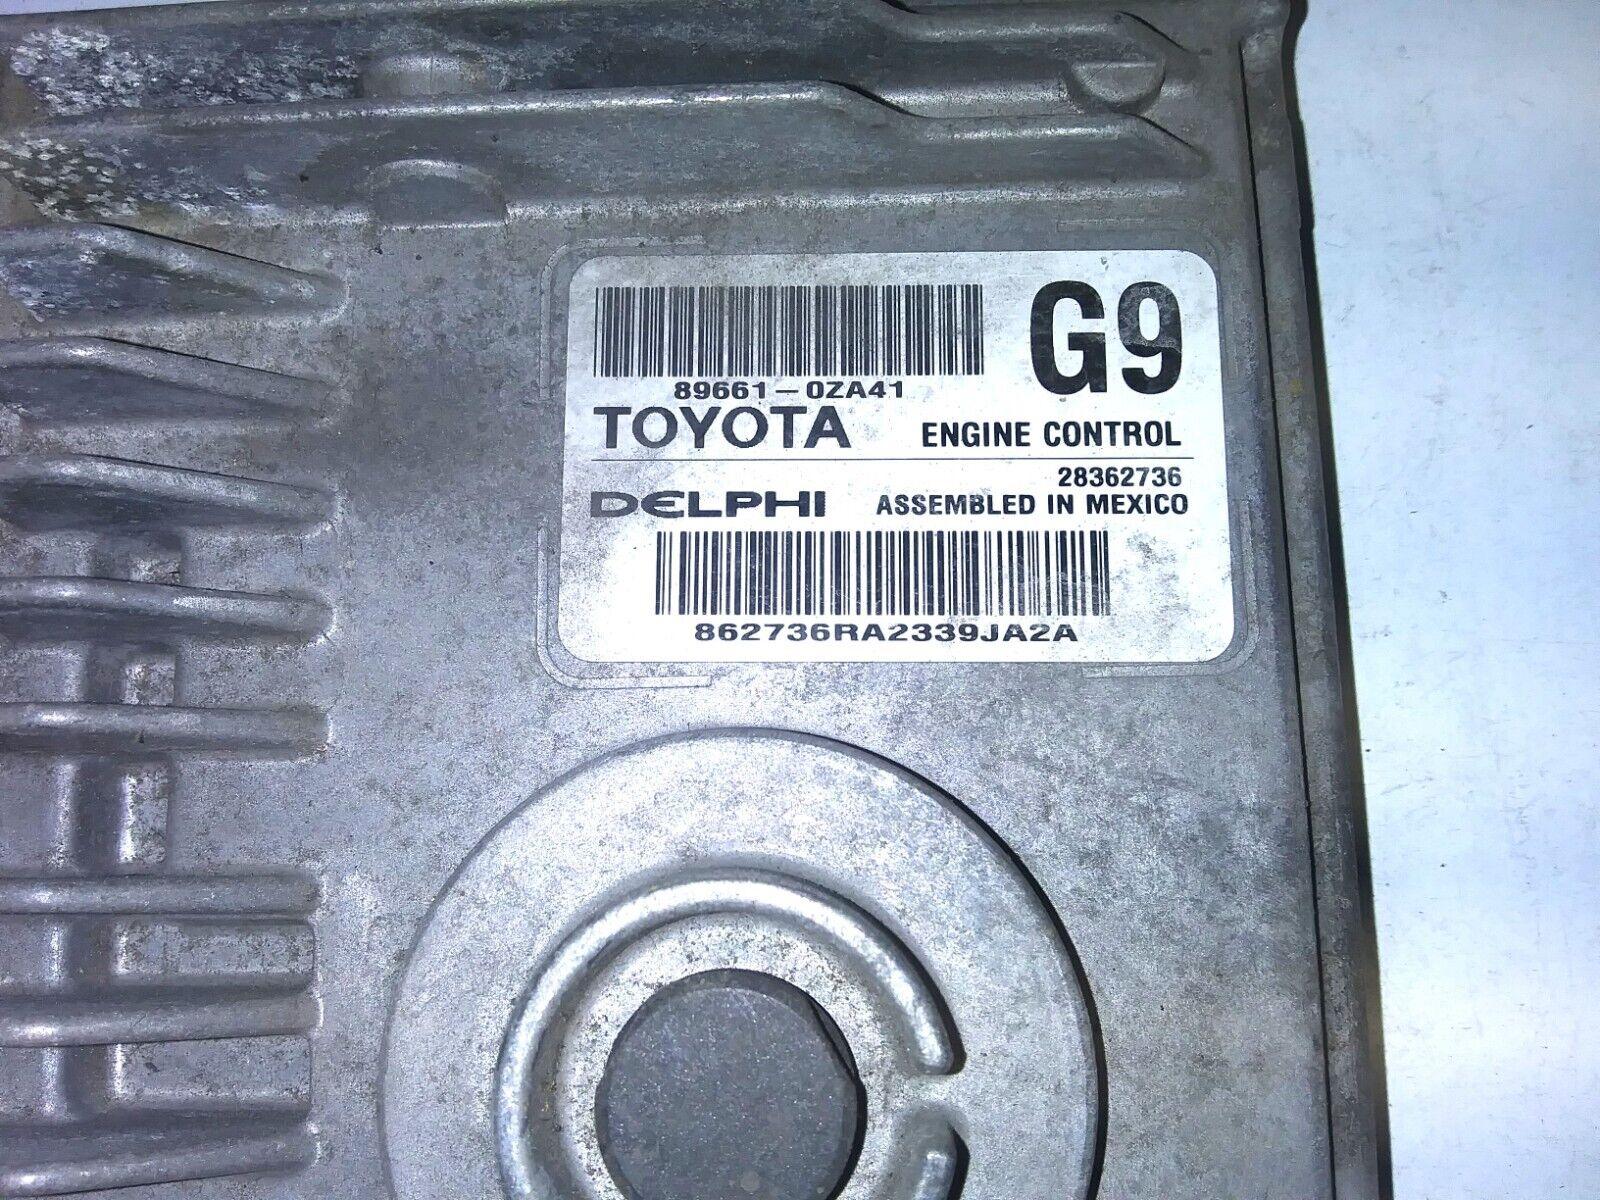 G9
89661-0ZA41
TOYOTA ENGINE CONTROL
28362736
DELPHI ASSEMBLED IN MEXICO
862736RA2339JA2A